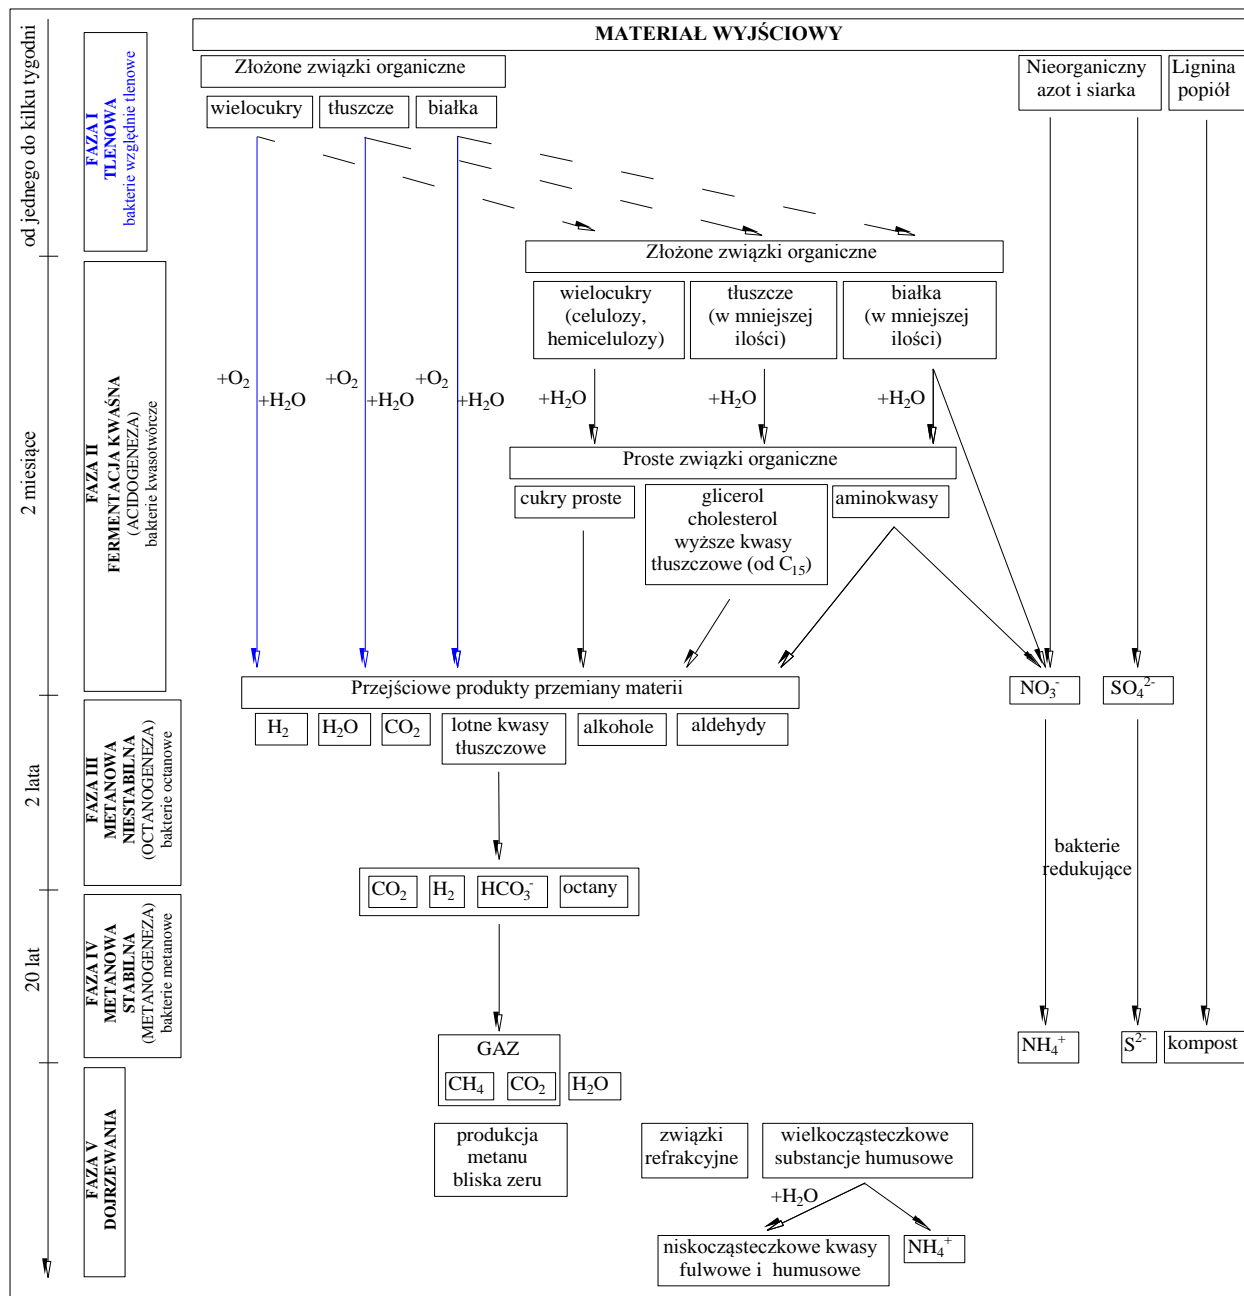 MATERIAŁ WYJŚCIOWY
od jednego do kilku tygodni
FAZA I
TLENOWA
bakterie względnie tlenowe
Złożone związki organiczne
wielocukry
tłuszcze
białka
Nieorganiczny
azot i siarka
Lignina
popiół
2 miesiące
FAZA II
FERMENTACJA KWAŚNA
(ACIDOGENEZA)
bakterie kwasotwórcze
Złożone związki organiczne
wielocukry
(celulozy,
hemicelulozy)
tłuszcze
(w mniejszej
ilości)
białka
(w mniejszej
ilości)
+O₂
+H₂O
+O₂
+H₂O
+O₂
+H₂O
+H₂O
+H₂O
+H₂O
Proste związki organiczne
cukry proste
glicerol
cholesterol
wyższe kwasy
tłuszczowe (od C₁₅)
aminokwasy
Przejściowe produkty przemiany materii
NO₃⁻
SO₄²⁻
2 lata
FAZA III
METANOWA
NIESTABILNA
(OCTANOGENEZA)
bakterie octanowe
H₂
H₂O
CO₂
lotne kwasy
tłuszczowe
alkohole
aldehydy
bakterie
redukujące
CO₂
H₂
HCO₃⁻
octany
20 lat
FAZA IV
METANOWA
STABILNA
(METANOGENEZA)
bakterie metanowe
GAZ
CH₄
CO₂
H₂O
NH₄⁺
S²⁻
kompost
FAZA V
DOJRZEWANIA
produkcja
metanu
bliska zeru
związki
refrakcyjne
wielkocząsteczkowe
substancje humusowe
+H₂O
niskocząsteczkowe kwasy
fulwowe i humusowe
NH₄⁺